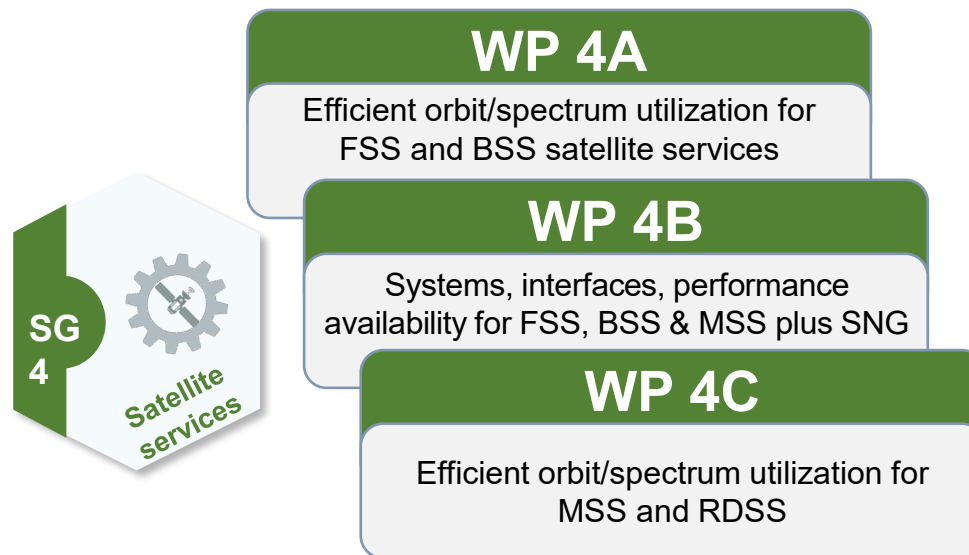 WP 4A
Efficient orbit/spectrum utilization for
FSS and BSS satellite services
WP 4B
Systems, interfaces, performance
availability for FSS, BSS & MSS plus SNG
WP 4C
Efficient orbit/spectrum utilization for
MSS and RDSS
SG
4
Satellite
services